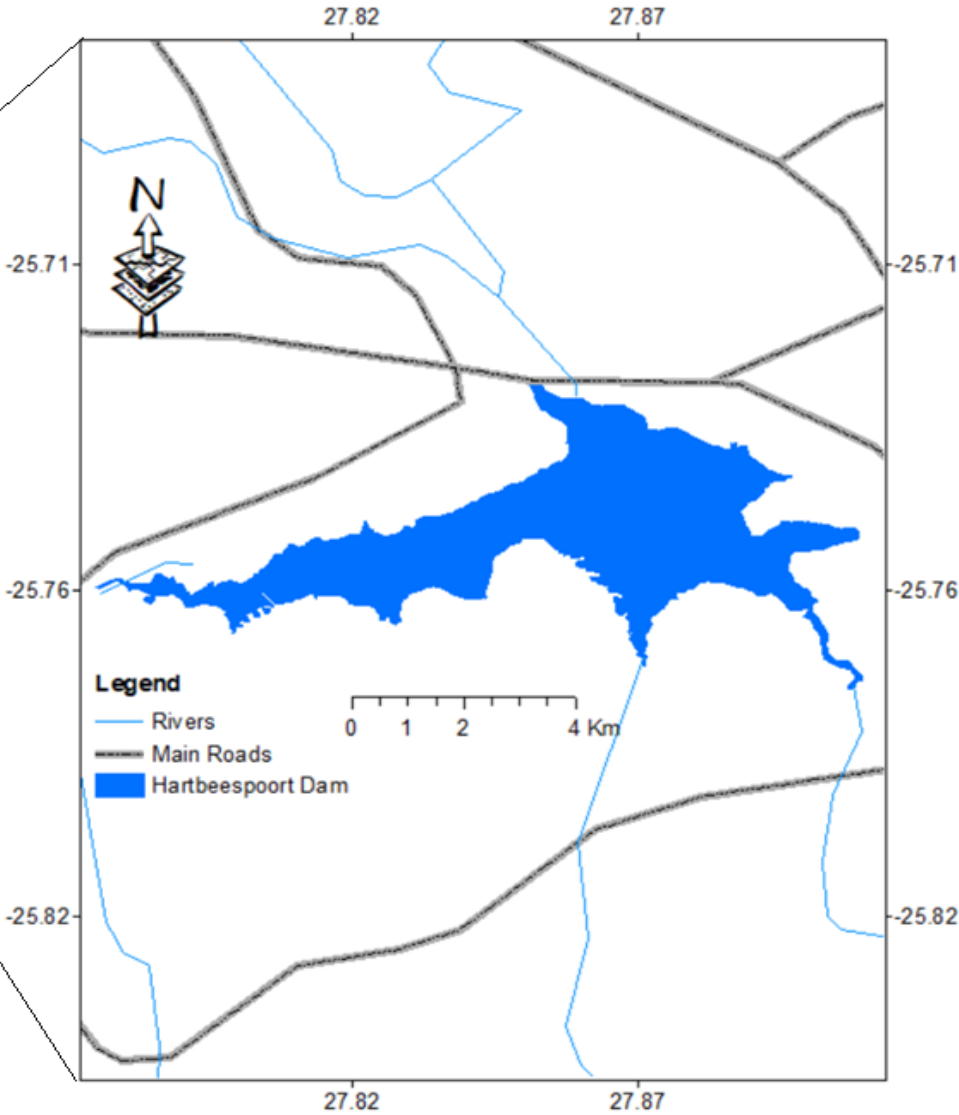 27.82 27.87
N
-25.71 -25.71
-25.76 -25.76
Legend
Rivers
0 1 2 4 Km
Main Roads
Hartbeespoort Dam
-25.82 -25.82
27.82 27.87